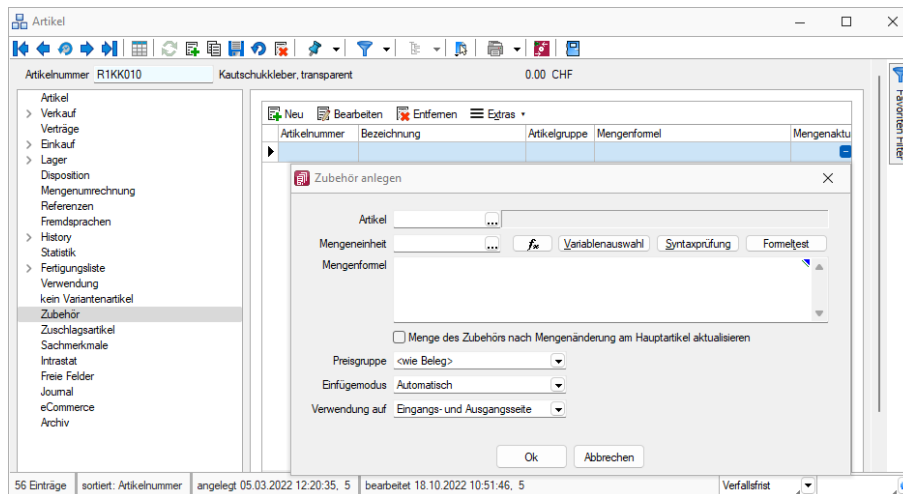 Artikel
Artikelnummer R1KK010 Kautschukkleber, transparent 0.00 CHF
Favoriten Filter
Artikel
Verkauf
Verträge
Einkauf
Lager
Disposition
Mengenumrechnung
Referenzen
Fremdsprachen
History
Statistik
Fertigungsliste
Verwendung
kein Variantenartikel
Zubehör
Zuschlagsartikel
Sachmerkmale
Intrastat
Freie Felder
Journal
eCommerce
Archiv
Neu Bearbeiten Entfernen Extras
Artikelnummer Bezeichnung Artikelgruppe Mengenformel Mengenaktu
Zubehör anlegen
Artikel ...
Mengeneinheit ... fx Variablenauswahl Syntaxprüfung Formeltest
Mengenformel
Menge des Zubehörs nach Mengenänderung am Hauptartikel aktualisieren
Preisgruppe <wie Beleg>
Einfügemodus Automatisch
Verwendung auf Eingangs- und Ausgangsseite
Ok Abbrechen
56 Einträge sortiert: Artikelnummer angelegt 05.03.2022 12:20:35, 5 bearbeitet 18.10.2022 10:51:46, 5 Verfallsfrist